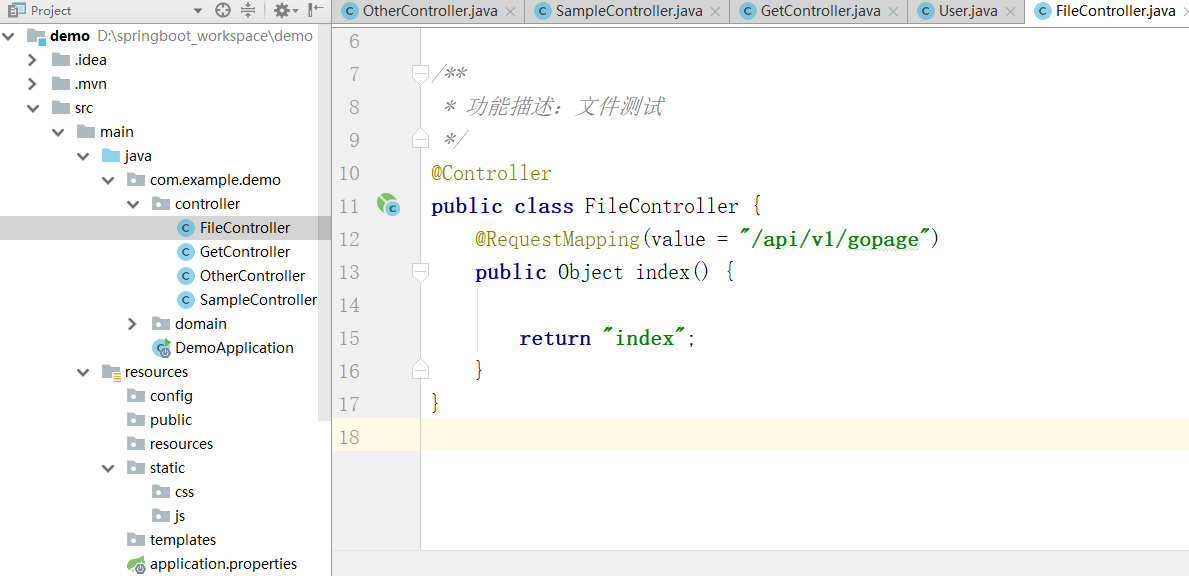 Project
demo D:\springboot_workspace\demo
.idea
.mvn
src
main
java
com.example.demo
controller
FileController
GetController
OtherController
SampleController
domain
DemoApplication
resources
config
public
resources
static
css
js
templates
application.properties
OtherController.java SampleController.java GetController.java User.java FileController.java
6
7 /**
8 * 功能描述：文件测试
9 */
10 @Controller
11 public class FileController {
12 @RequestMapping(value = "/api/v1/gopage")
13 public Object index() {
14
15 return "index";
16 }
17 }
18